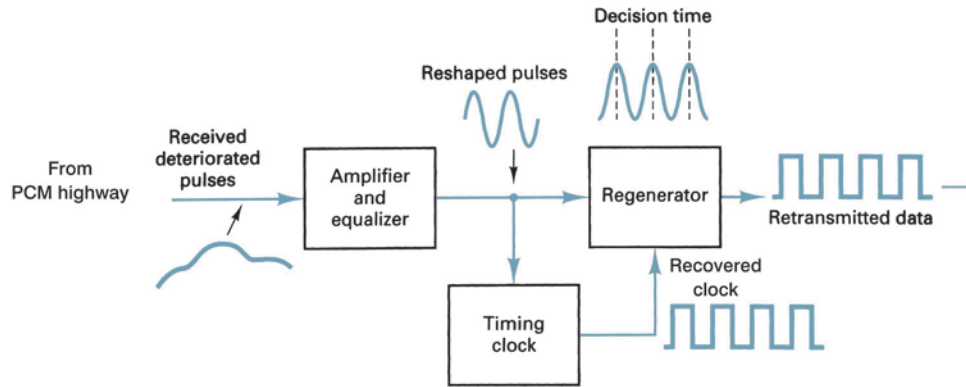 Decision time
Reshaped pulses
Received
deteriorated
pulses
From
PCM highway
Amplifier
and
equalizer
Regenerator
Retransmitted data
Recovered
clock
Timing
clock